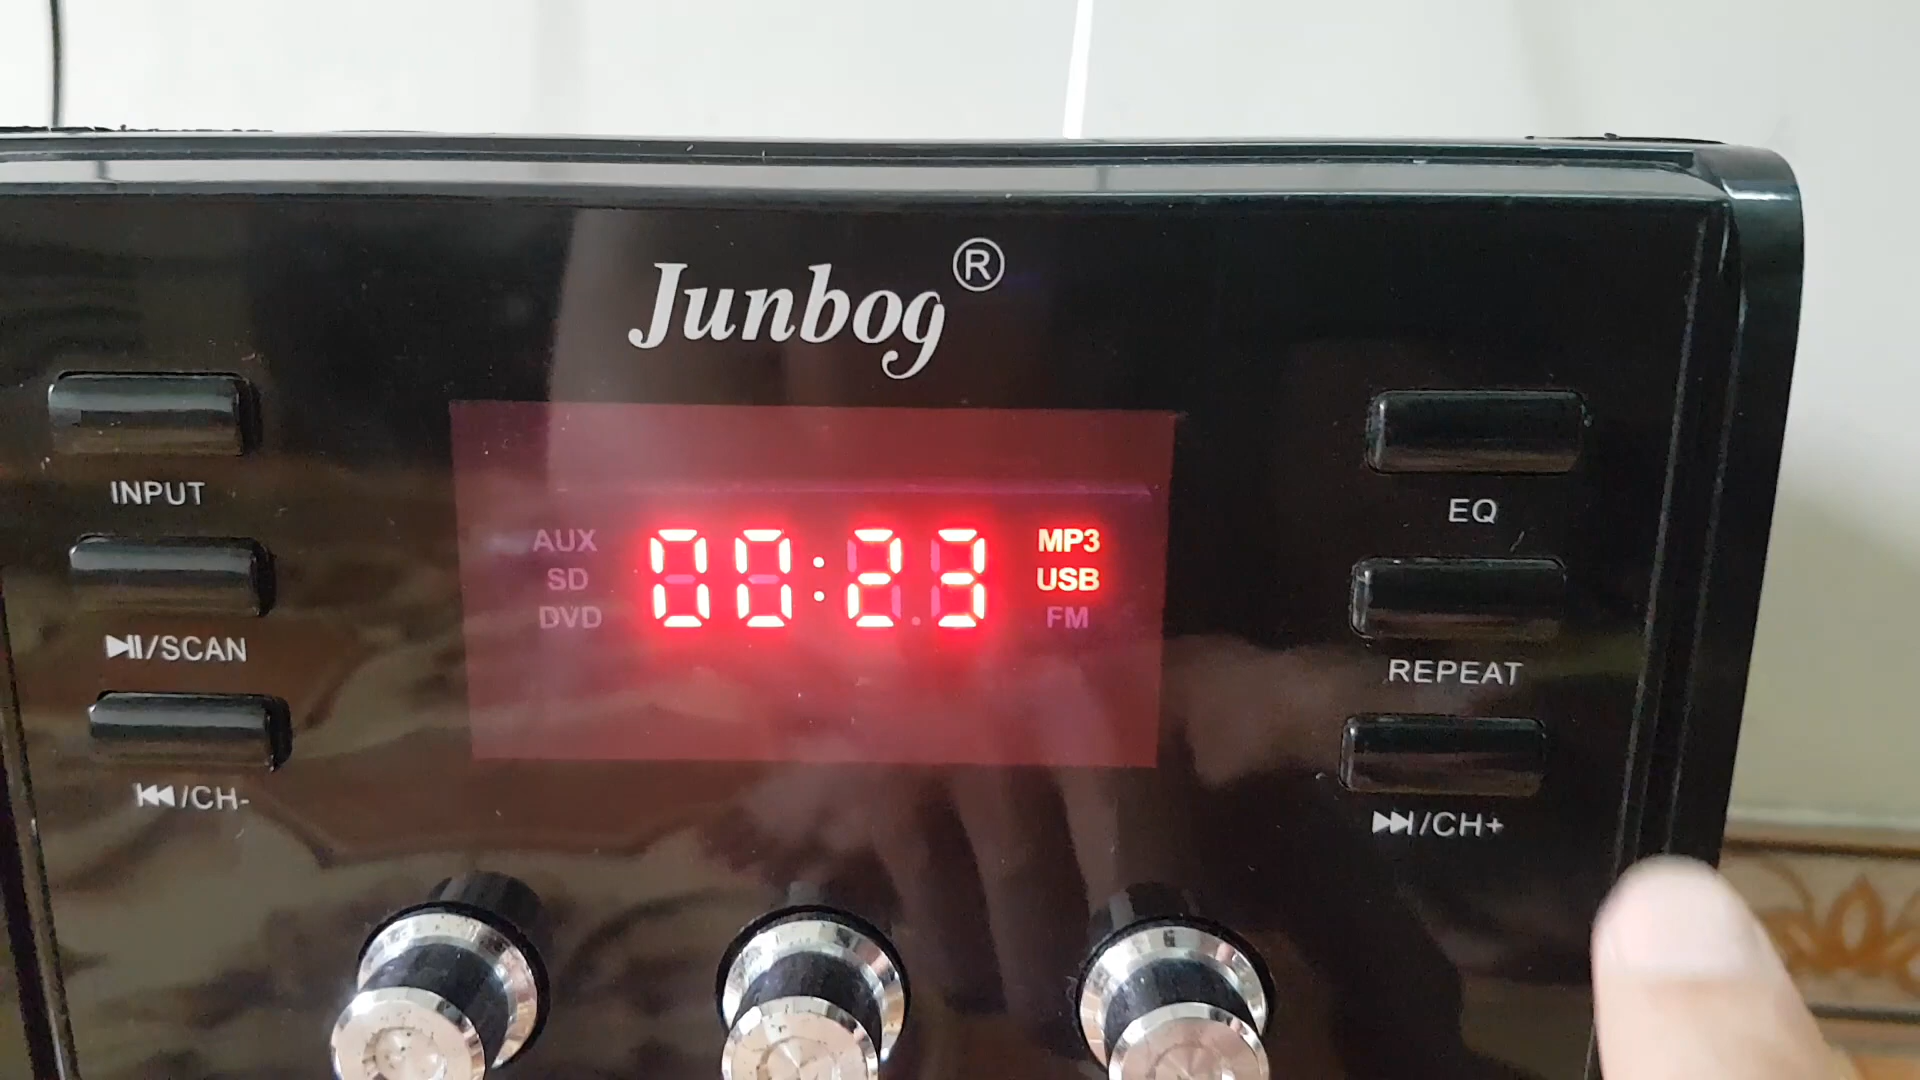 Junbog®
INPUT
EQ
AUX
SD
DVD
00:23
MP3
USB
FM
⏯/SCAN
REPEAT
⏮/CH-
⏭/CH+